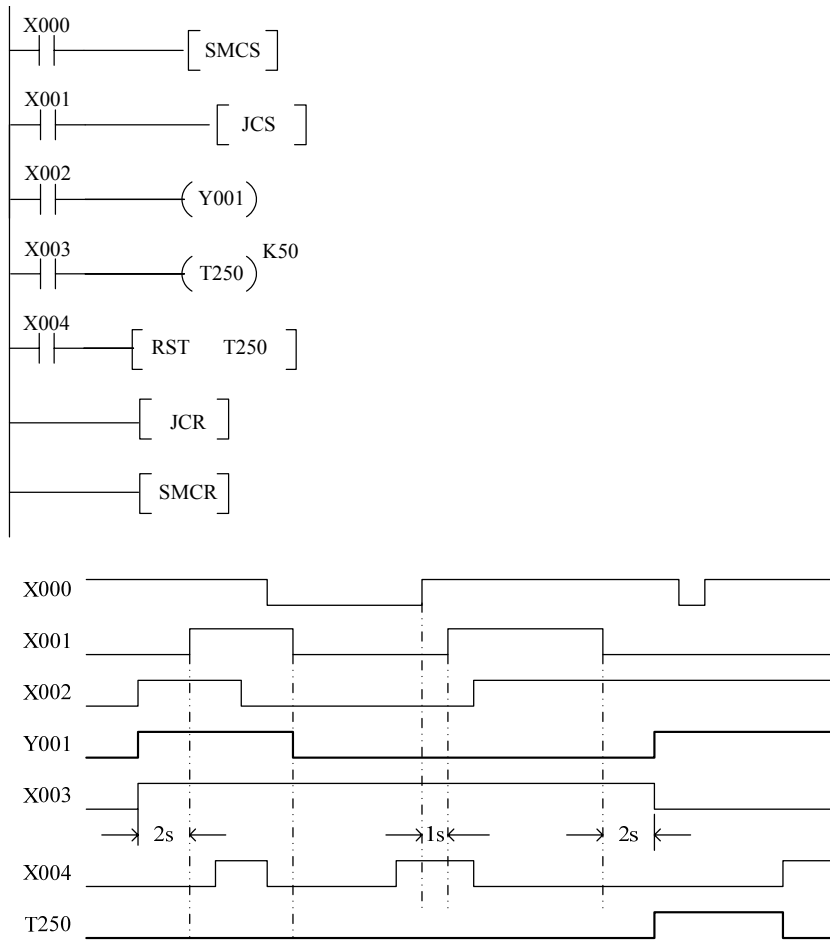 X000
SMCS
X001
JCS
X002
Y001
X003
T250
K50
X004
RST T250
JCR
SMCR
X000
X001
X002
Y001
X003
2s
1s
2s
X004
T250